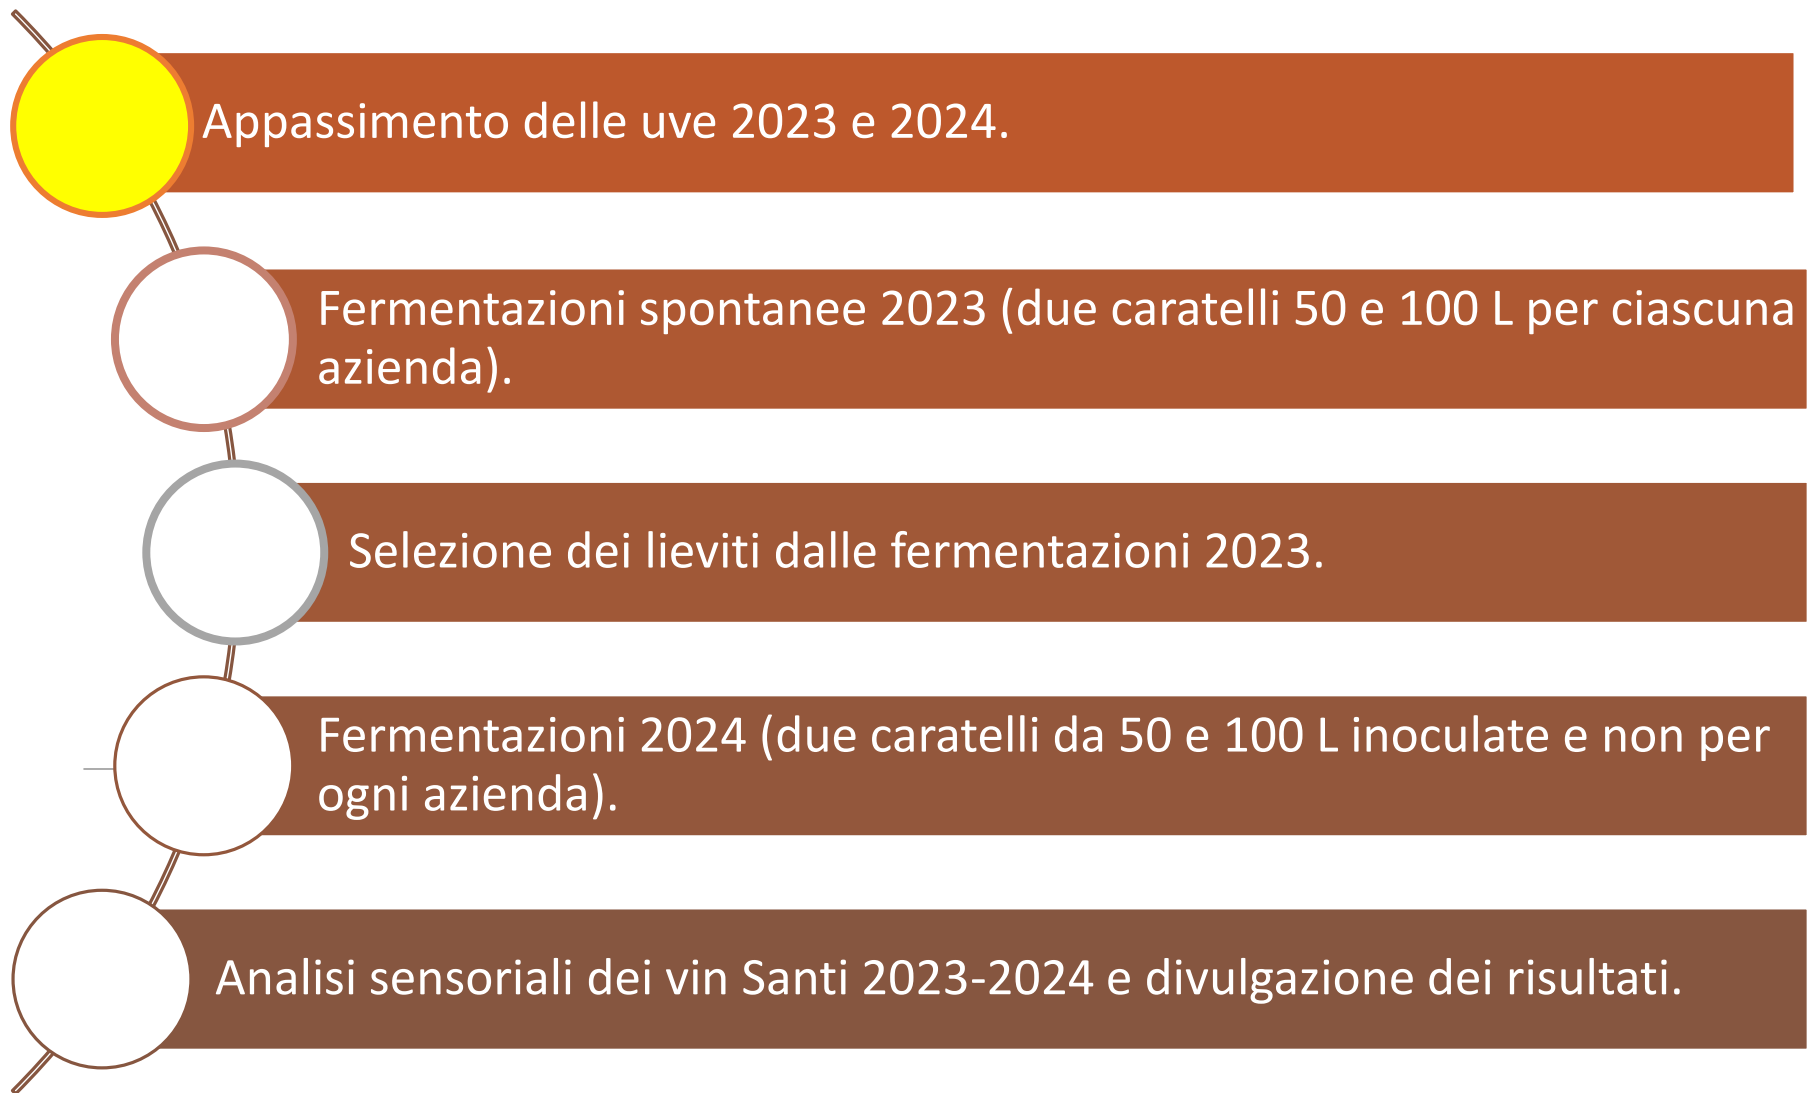 Appassimento delle uve 2023 e 2024.
Fermentazioni spontanee 2023 (due caratelli 50 e 100 L per ciascuna
azienda).
Selezione dei lieviti dalle fermentazioni 2023.
Fermentazioni 2024 (due caratelli da 50 e 100 L inoculate e non per
ogni azienda).
Analisi sensoriali dei vin Santi 2023-2024 e divulgazione dei risultati.